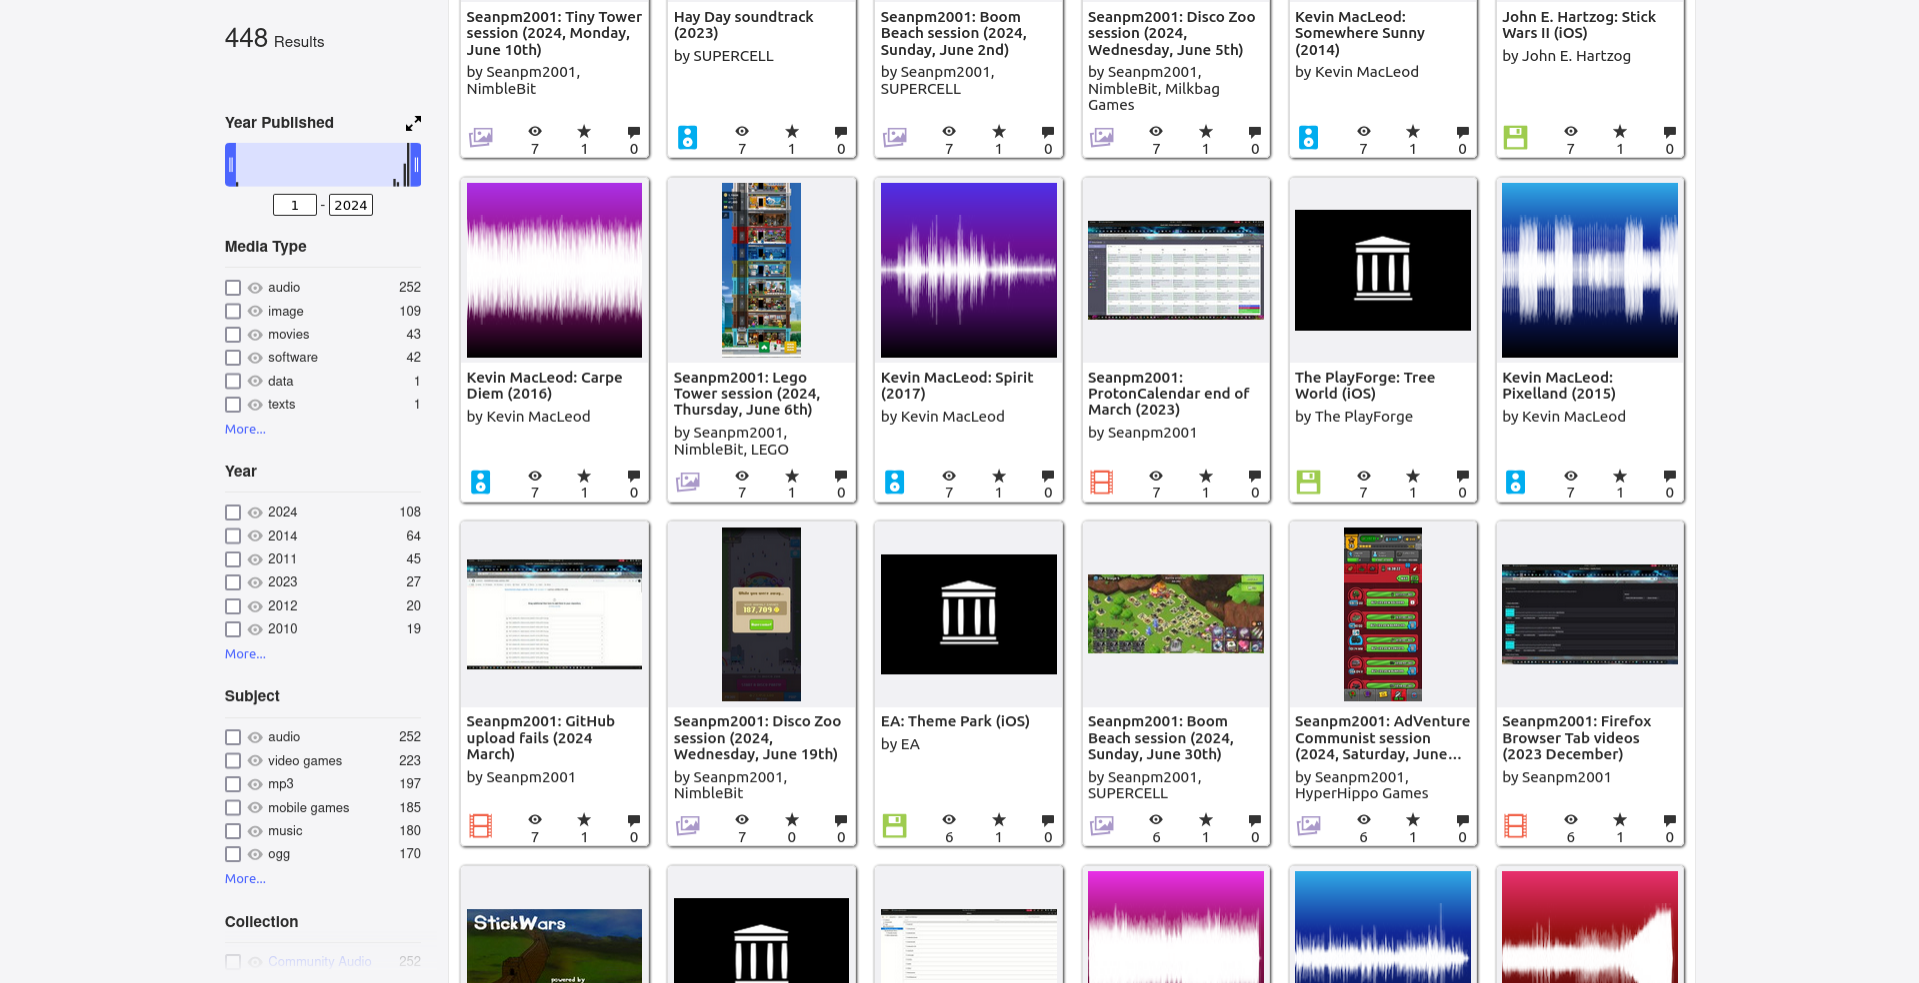 448 Results
Year Published
1 - 2024
Media Type
audio 252
image 109
movies 43
software 42
data 1
texts 1
More...
Year
2024 108
2014 64
2011 45
2023 27
2012 20
2010 19
More...
Subject
audio 252
video games 223
mp3 197
mobile games 185
music 180
ogg 170
More...
Collection
Community Audio 252
Seanpm2001: Tiny Tower
session (2024, Monday,
June 10th)
by Seanpm2001,
NimbleBit
7 1 0
Hay Day soundtrack
(2023)
by SUPERCELL
7 1 0
Seanpm2001: Boom
Beach session (2024,
Sunday, June 2nd)
by Seanpm2001,
SUPERCELL
7 1 0
Seanpm2001: Disco Zoo
session (2024,
Wednesday, June 5th)
by Seanpm2001,
NimbleBit, Milkbag
Games
7 1 0
Kevin MacLeod:
Somewhere Sunny
(2014)
by Kevin MacLeod
7 1 0
John E. Hartzog: Stick
Wars II (iOS)
by John E. Hartzog
7 1 0
Kevin MacLeod: Carpe
Diem (2016)
by Kevin MacLeod
7 1 0
Seanpm2001: Lego
Tower session (2024,
Thursday, June 6th)
by Seanpm2001,
NimbleBit, LEGO
7 1 0
Kevin MacLeod: Spirit
(2017)
by Kevin MacLeod
7 1 0
Seanpm2001:
ProtonCalendar end of
March (2023)
by Seanpm2001
7 1 0
The PlayForge: Tree
World (iOS)
by The PlayForge
7 1 0
Kevin MacLeod:
Pixelland (2015)
by Kevin MacLeod
7 1 0
Seanpm2001: GitHub
upload fails (2024
March)
by Seanpm2001
7 1 0
While you were away...
187,709
Seanpm2001: Disco Zoo
session (2024,
Wednesday, June 19th)
by Seanpm2001,
NimbleBit
7 0 0
EA: Theme Park (iOS)
by EA
6 1 0
Seanpm2001: Boom
Beach session (2024,
Sunday, June 30th)
by Seanpm2001,
SUPERCELL
6 1 0
Seanpm2001: AdVenture
Communist session
(2024, Saturday, June...
by Seanpm2001,
HyperHippo Games
6 1 0
Seanpm2001: Firefox
Browser Tab videos
(2023 December)
by Seanpm2001
6 1 0
StickWars
powered by